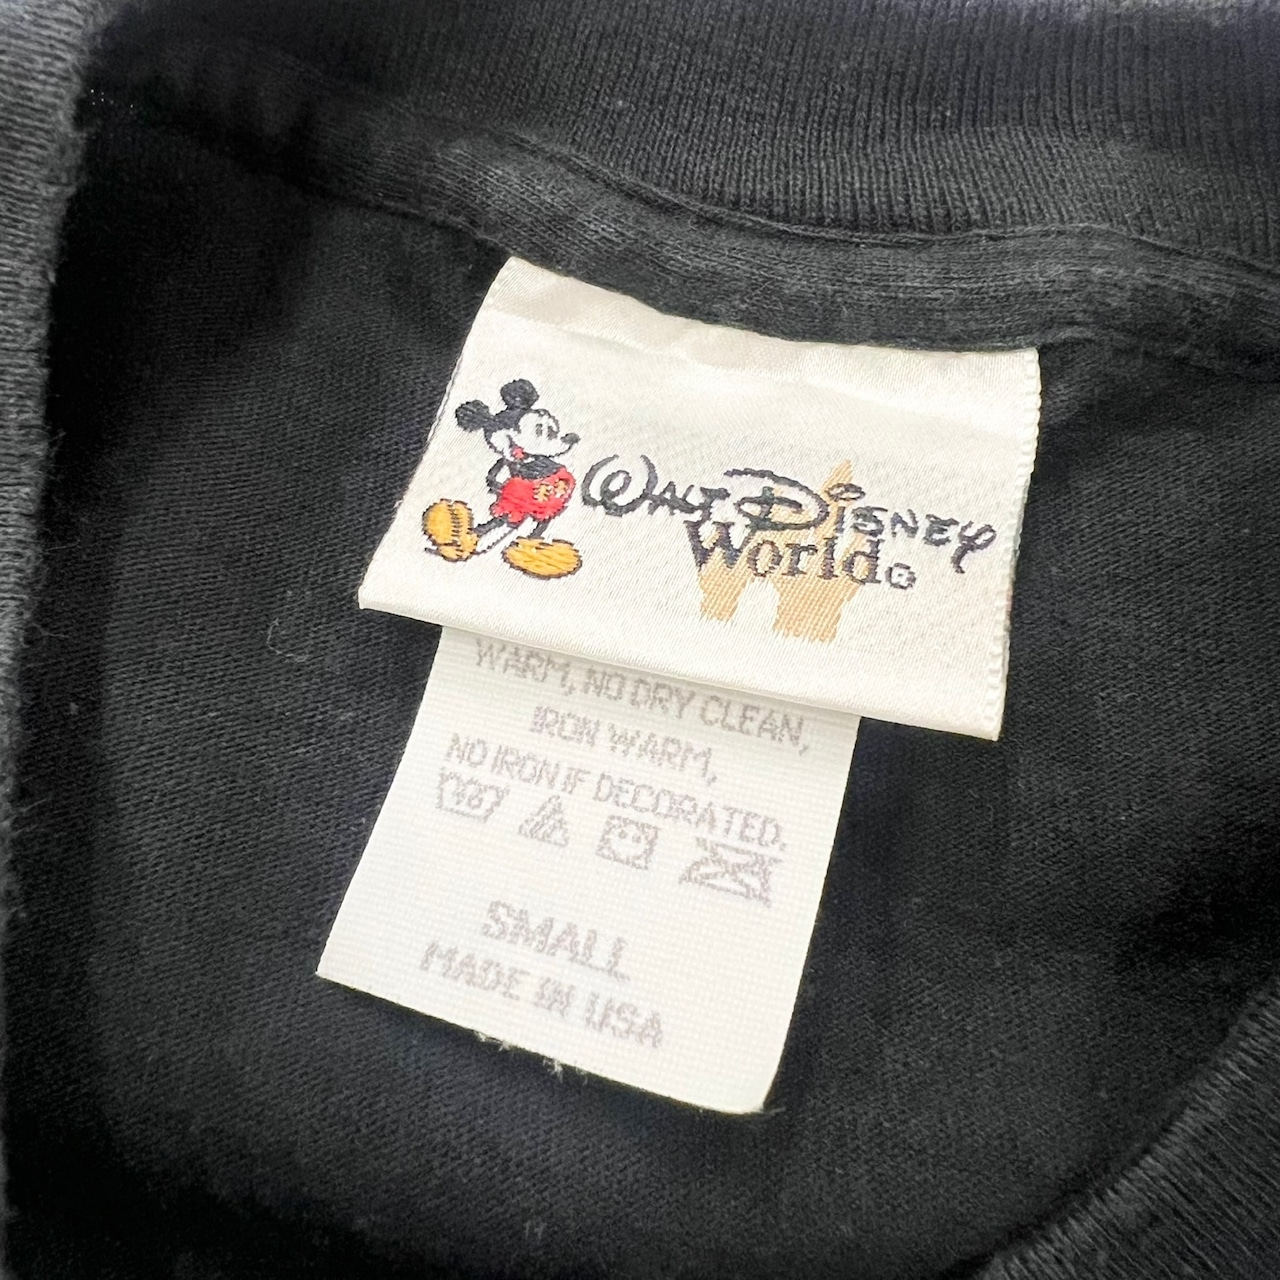 WALT DISNEY
World®
WARM, NO DRY CLEAN,
IRON WARM,
NO IRON IF DECORATED.
SMALL
MADE IN USA